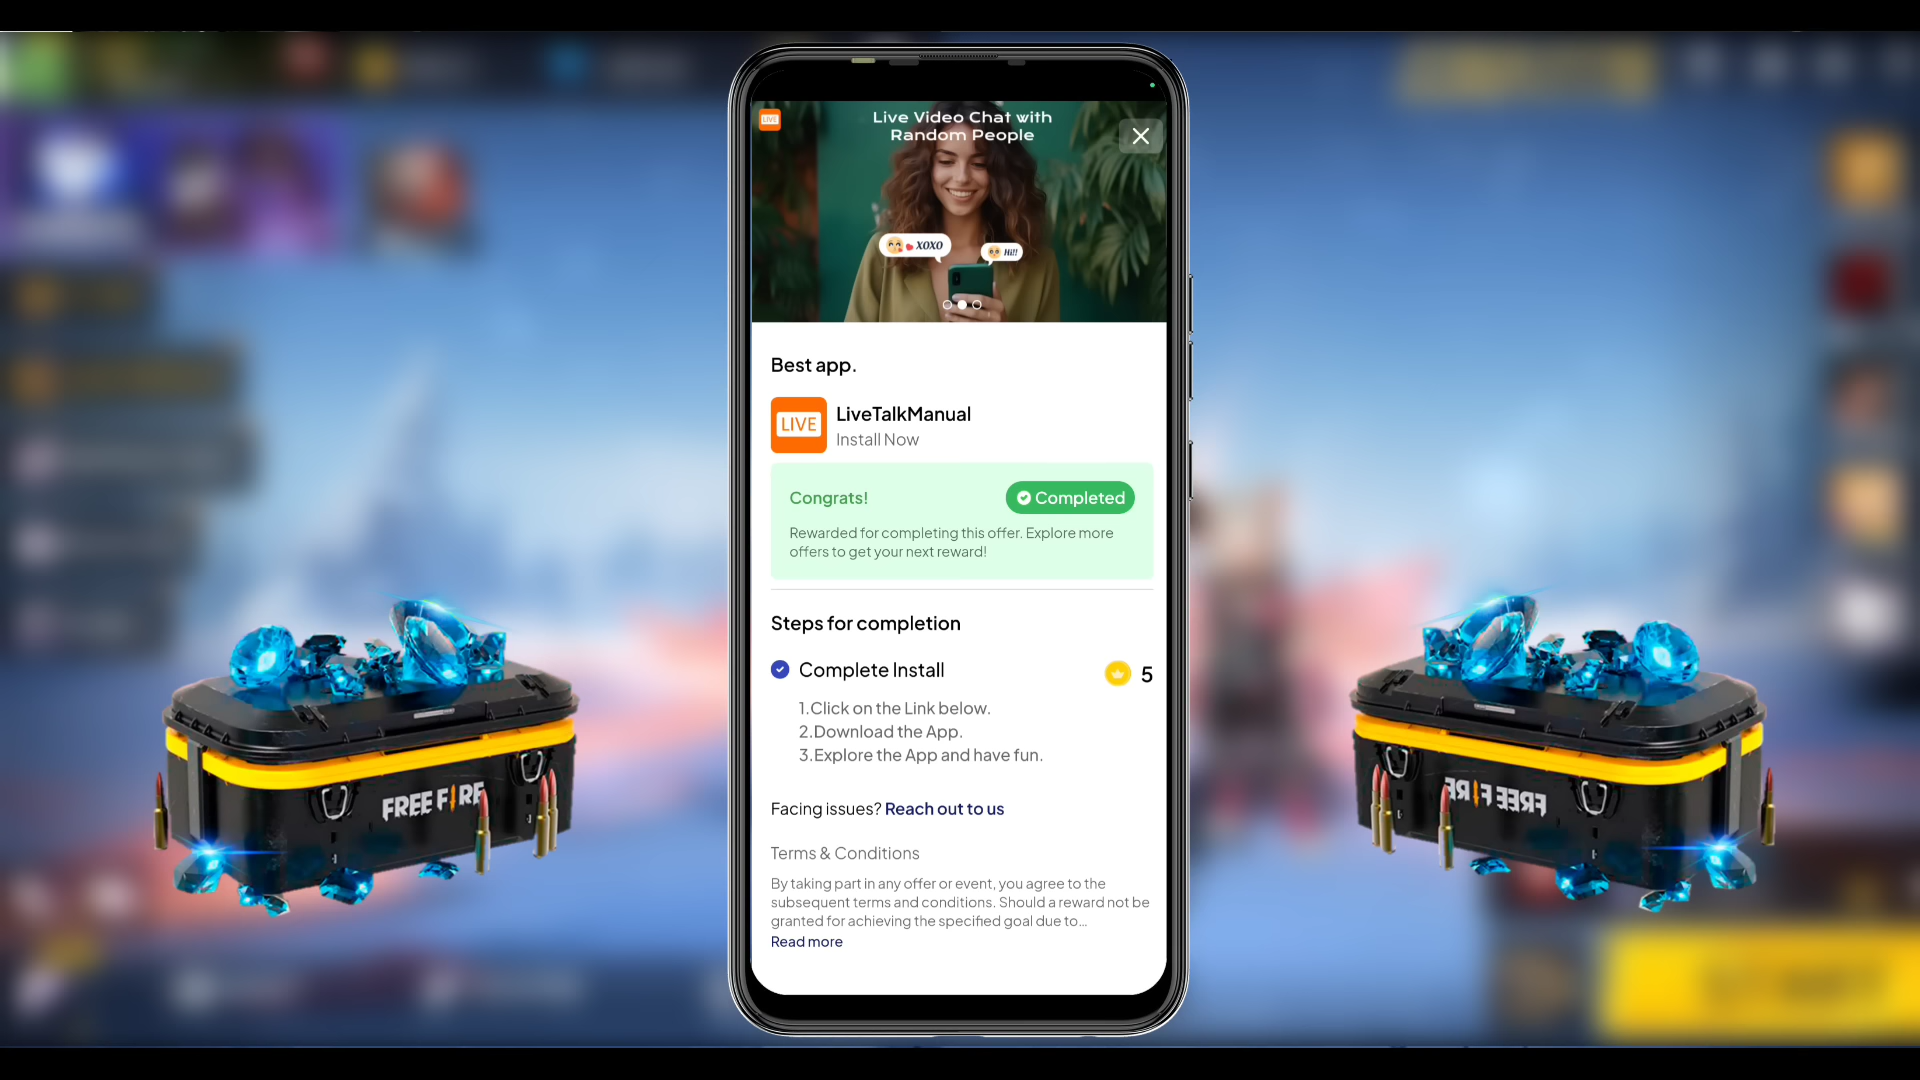 LIVE
Live Video Chat with
Random People
XOXO
Hi!!
Best app.
LIVE
LiveTalkManual
Install Now
Congrats!
Completed
Rewarded for completing this offer. Explore more
offers to get your next reward!
Steps for completion
Complete Install
5
1.Click on the Link below.
2.Download the App.
3.Explore the App and have fun.
Facing issues? Reach out to us
Terms & Conditions
By taking part in any offer or event, you agree to the
subsequent terms and conditions. Should a reward not be
granted for achieving the specified goal due to...
Read more
FREE FIRE
FREE FIRE